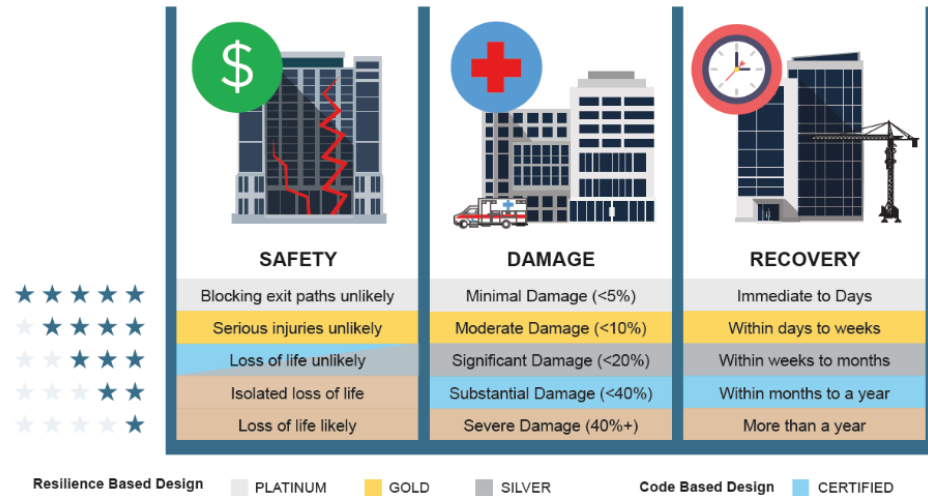 $
SAFETY DAMAGE RECOVERY
Blocking exit paths unlikely Minimal Damage (<5%) Immediate to Days
Serious injuries unlikely Moderate Damage (<10%) Within days to weeks
Loss of life unlikely Significant Damage (<20%) Within weeks to months
Isolated loss of life Substantial Damage (<40%) Within months to a year
Loss of life likely Severe Damage (40%+) More than a year
Resilience Based Design PLATINUM GOLD SILVER Code Based Design CERTIFIED